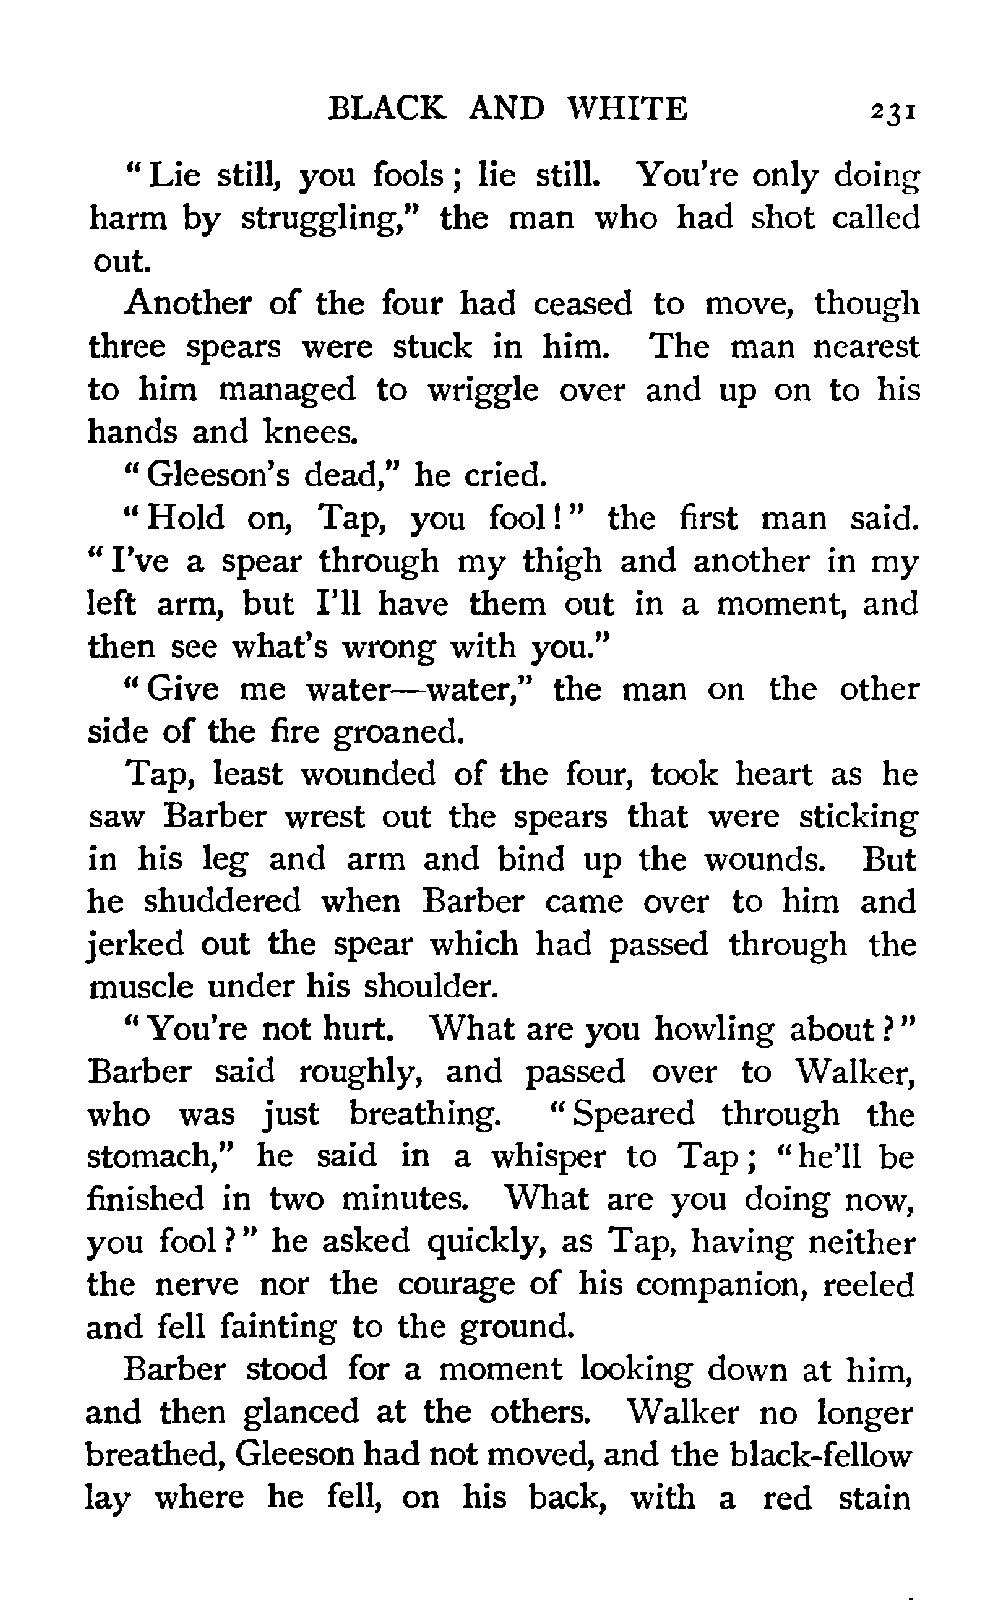 BLACK AND WHITE 231
“Lie still, you fools; lie still. You're only doing
harm by struggling,” the man who had shot called
out.
Another of the four had ceased to move, though
three spears were stuck in him. The man nearest
to him managed to wriggle over and up on to his
hands and knees.
“Gleeson's dead,” he cried.
“Hold on, Tap, you fool!” the first man said.
“I've a spear through my thigh and another in my
left arm, but I'll have them out in a moment, and
then see what's wrong with you.”
“Give me water—water,” the man on the other
side of the fire groaned.
Tap, least wounded of the four, took heart as he
saw Barber wrest out the spears that were sticking
in his leg and arm and bind up the wounds. But
he shuddered when Barber came over to him and
jerked out the spear which had passed through the
muscle under his shoulder.
“You're not hurt. What are you howling about?”
Barber said roughly, and passed over to Walker,
who was just breathing. “Speared through the
stomach,” he said in a whisper to Tap; “he'll be
finished in two minutes. What are you doing now,
you fool?” he asked quickly, as Tap, having neither
the nerve nor the courage of his companion, reeled
and fell fainting to the ground.
Barber stood for a moment looking down at him,
and then glanced at the others. Walker no longer
breathed, Gleeson had not moved, and the black-fellow
lay where he fell, on his back, with a red stain